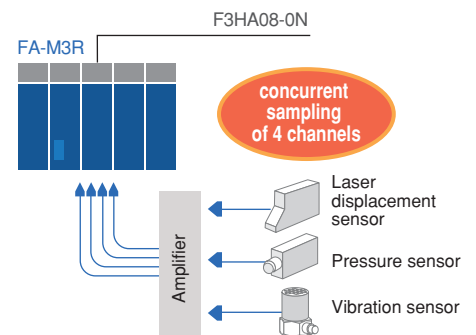 F3HA08-0N
FA-M3R
concurrent
sampling
of 4 channels
Laser
displacement
sensor
Amplifier
Pressure sensor
Vibration sensor